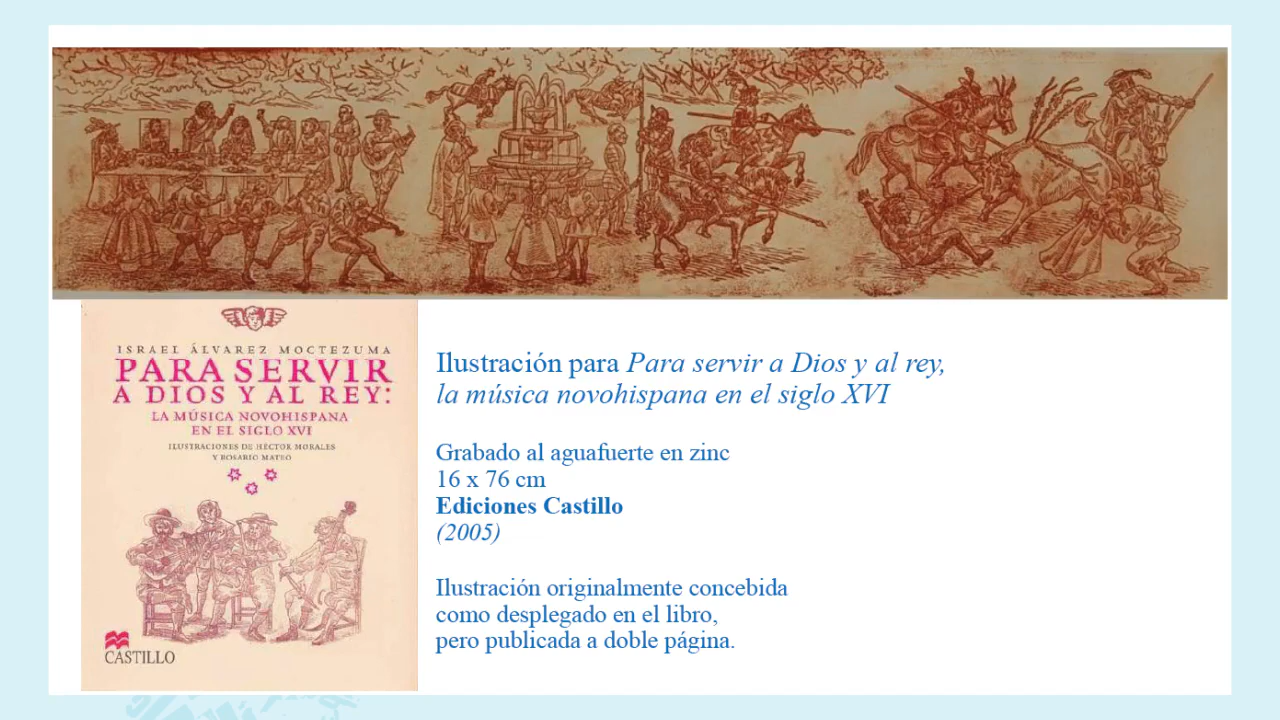 ISRAEL ÁLVAREZ MOCTEZUMA
PARA SERVIR
A DIOS Y AL REY:
LA MÚSICA NOVOHISPANA
EN EL SIGLO XVI
ILUSTRACIONES DE HÉCTOR MORALES
Y ROSARIO MATEO
CASTILLO
Ilustración para Para servir a Dios y al rey,
la música novohispana en el siglo XVI
Grabado al aguafuerte en zinc
16 x 76 cm
Ediciones Castillo
(2005)
Ilustración originalmente concebida
como desplegado en el libro,
pero publicada a doble página.